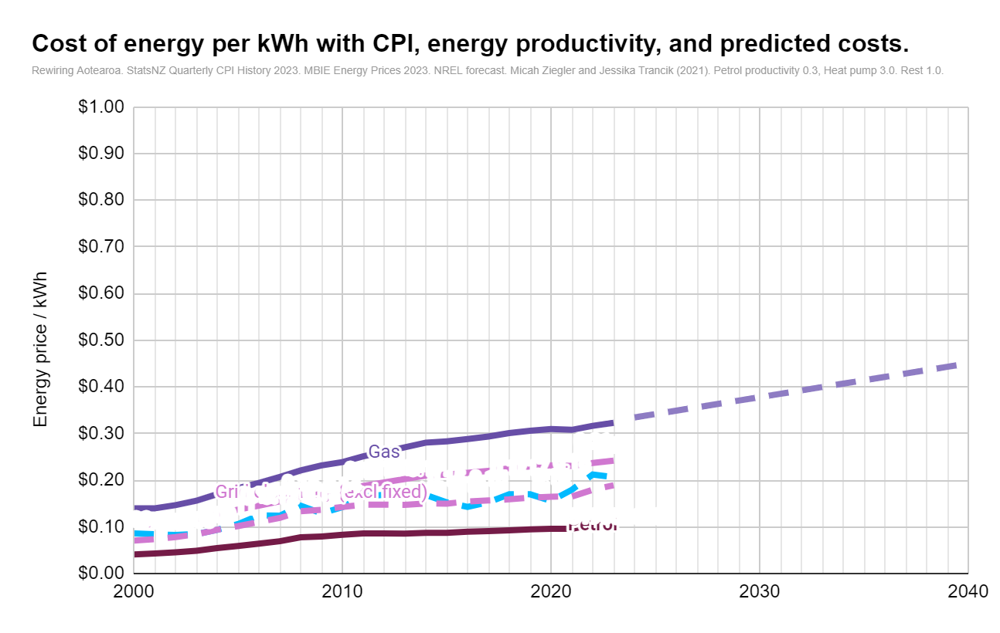 Cost of energy per kWh with CPI, energy productivity, and predicted costs.
Rewiring Aotearoa. StatsNZ Quarterly CPI History 2023. MBIE Energy Prices 2023. NREL forecast. Micah Ziegler and Jessika Trancik (2021). Petrol productivity 0.3, Heat pump 3.0. Rest 1.0.
$1.00
$0.90
$0.80
$0.70
$0.60
$0.50
$0.40
$0.30
$0.20
$0.10
$0.00
Energy price / kWh
Gas
(excl fixed)
Petrol
2000
2010
2020
2030
2040